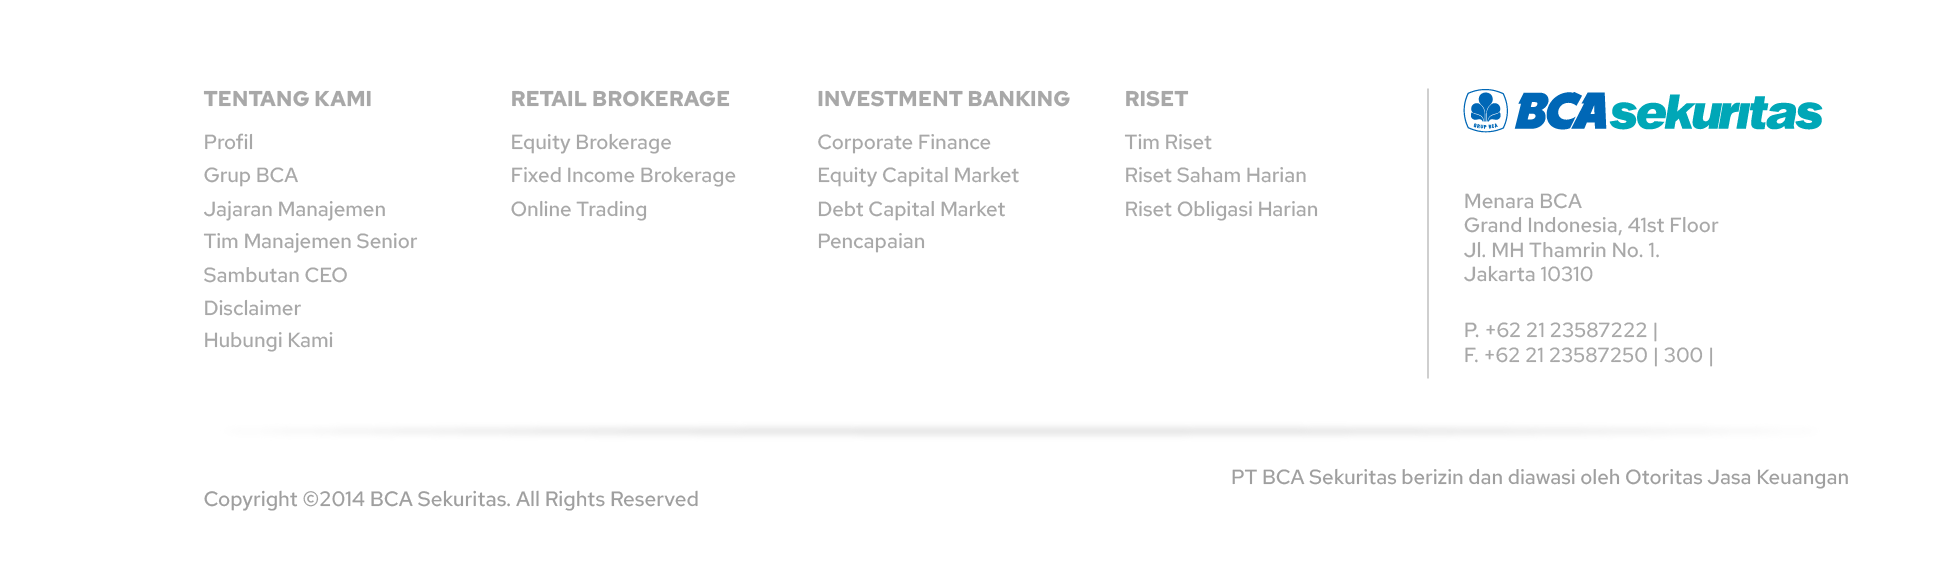 TENTANG KAMI
Profil
Grup BCA
Jajaran Manajemen
Tim Manajemen Senior
Sambutan CEO
Disclaimer
Hubungi Kami
RETAIL BROKERAGE
Equity Brokerage
Fixed Income Brokerage
Online Trading
INVESTMENT BANKING
Corporate Finance
Equity Capital Market
Debt Capital Market
Pencapaian
RISET
Tim Riset
Riset Saham Harian
Riset Obligasi Harian
GRUP BCA
BCAsekuritas
Menara BCA
Grand Indonesia, 41st Floor
Jl. MH Thamrin No. 1.
Jakarta 10310
P. +62 21 23587222 |
F. +62 21 23587250 | 300 |
PT BCA Sekuritas berizin dan diawasi oleh Otoritas Jasa Keuangan
Copyright ©2014 BCA Sekuritas. All Rights Reserved